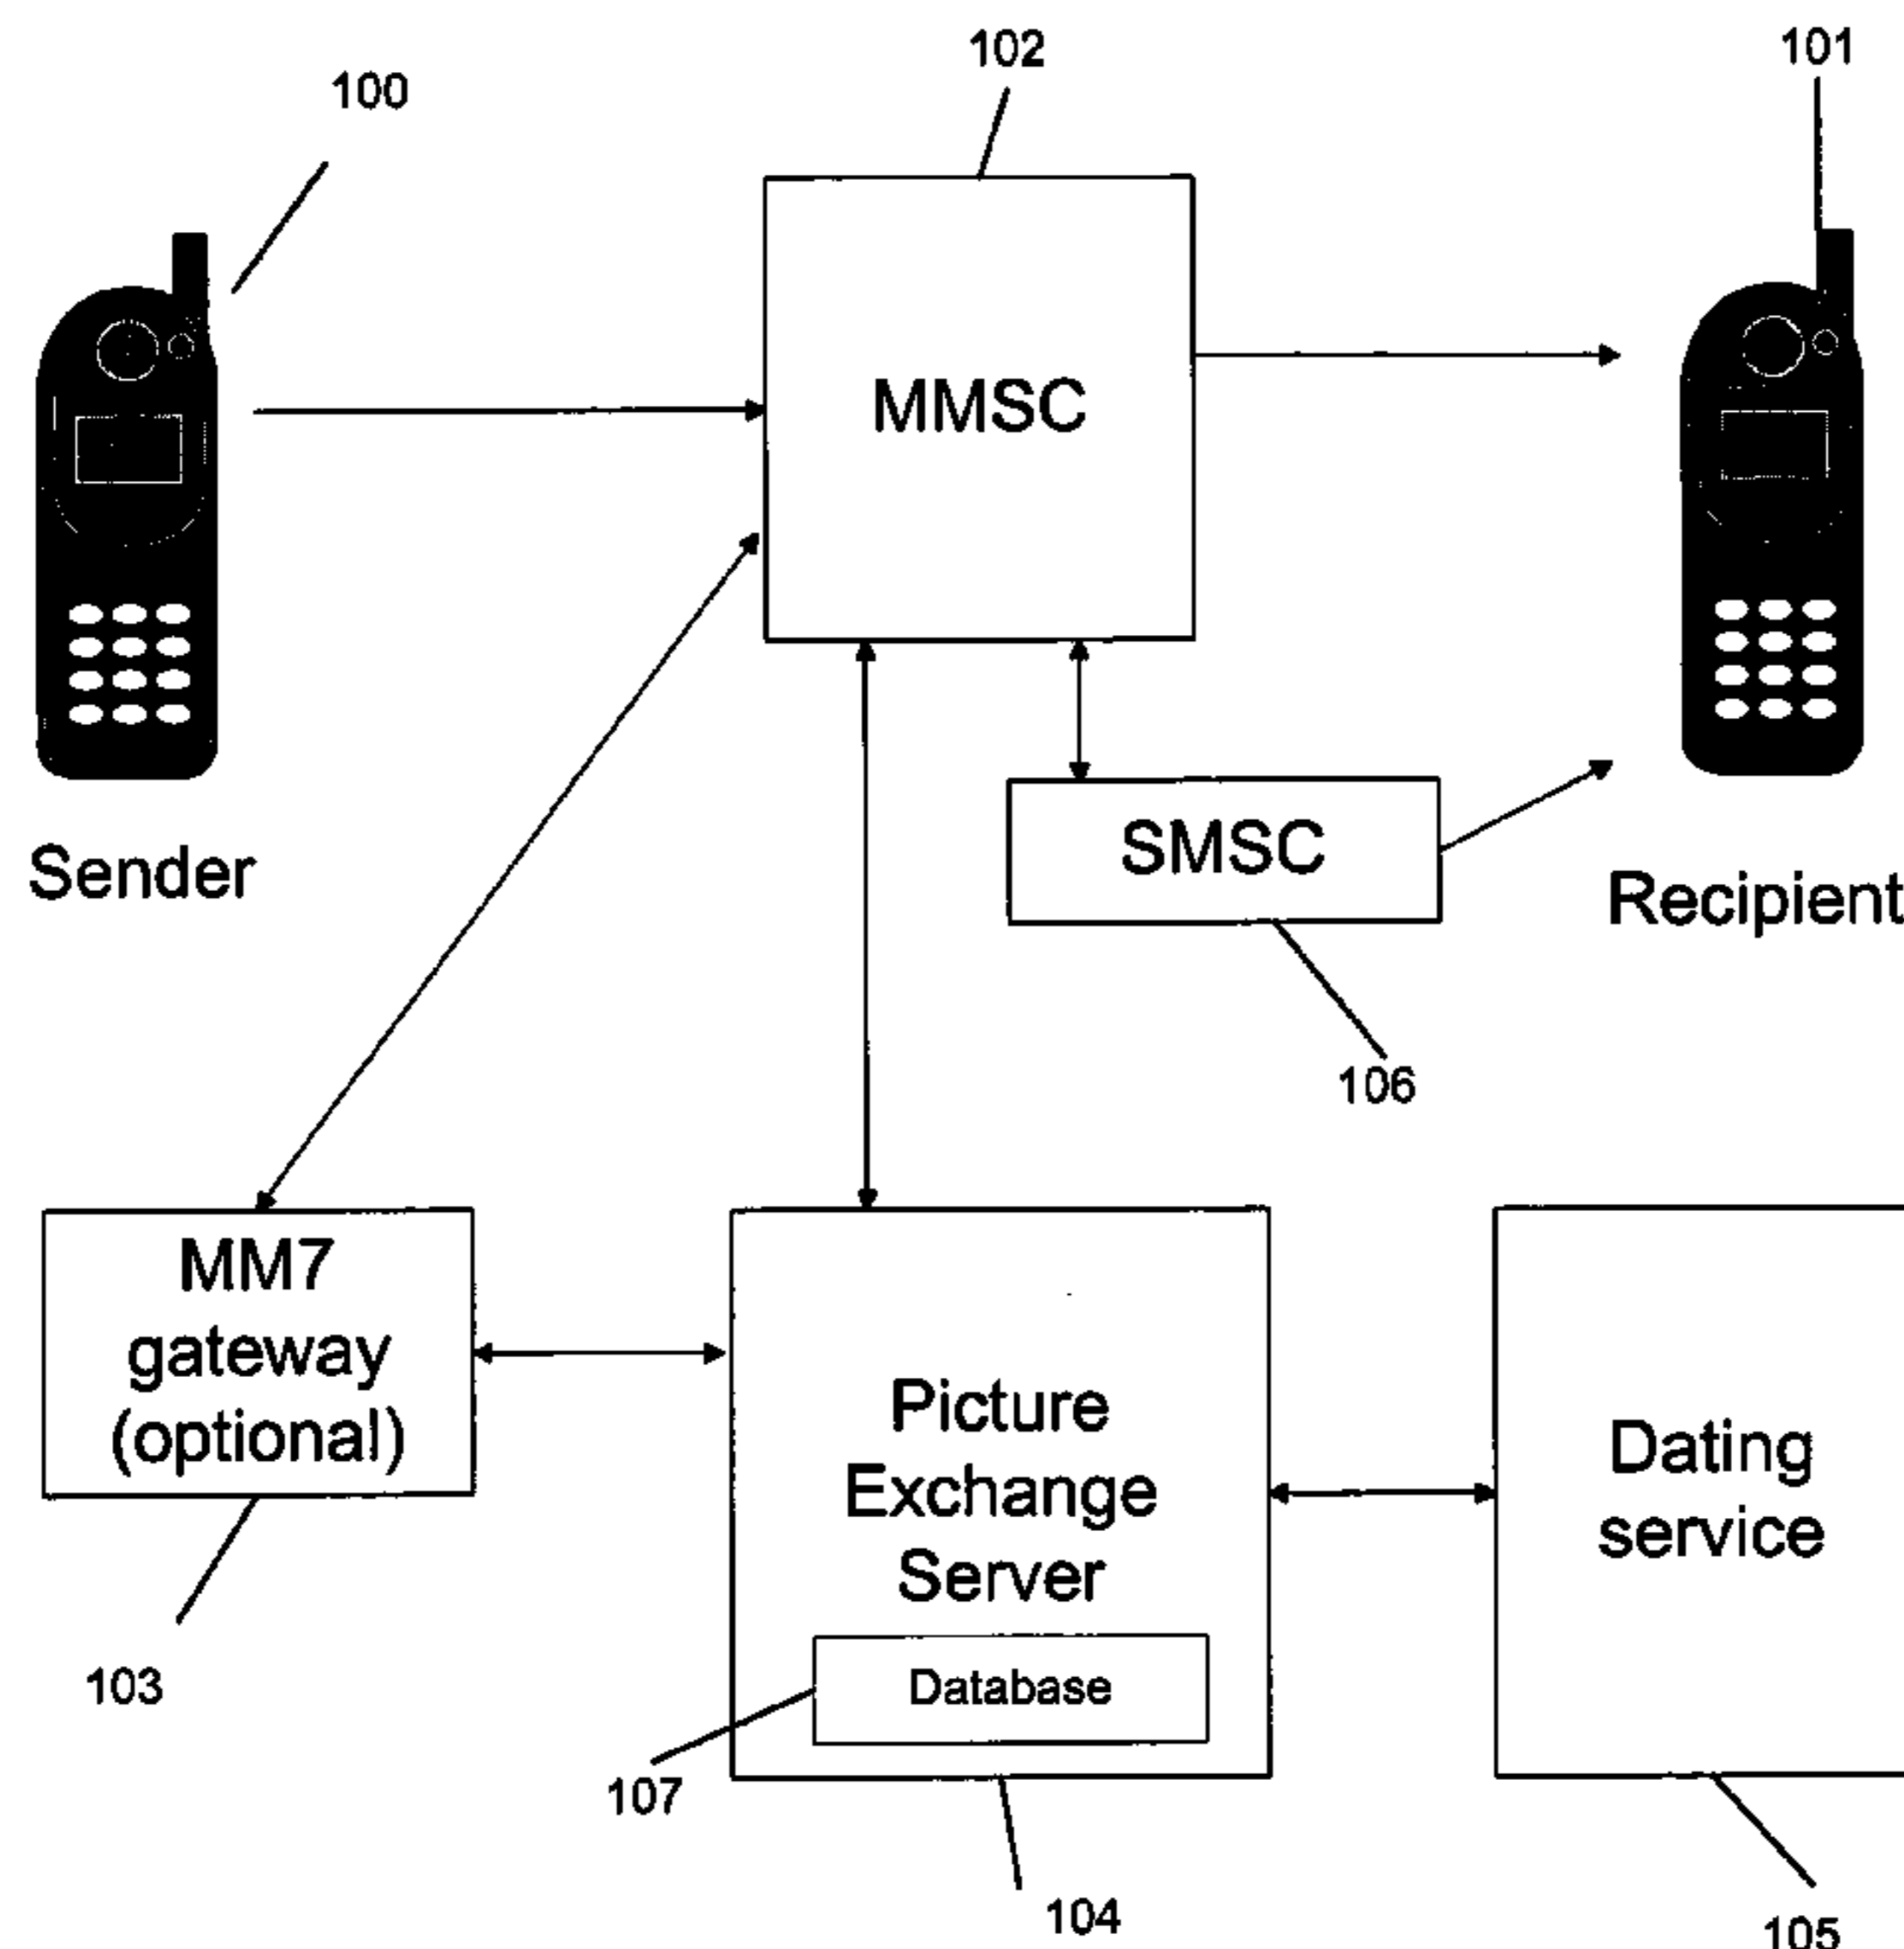 102
101
100
MMSC
SMSC
Sender
Recipient
106
MM7
gateway
(optional)
Picture
Exchange
Server
Dating
service
Database
103
107
104
105